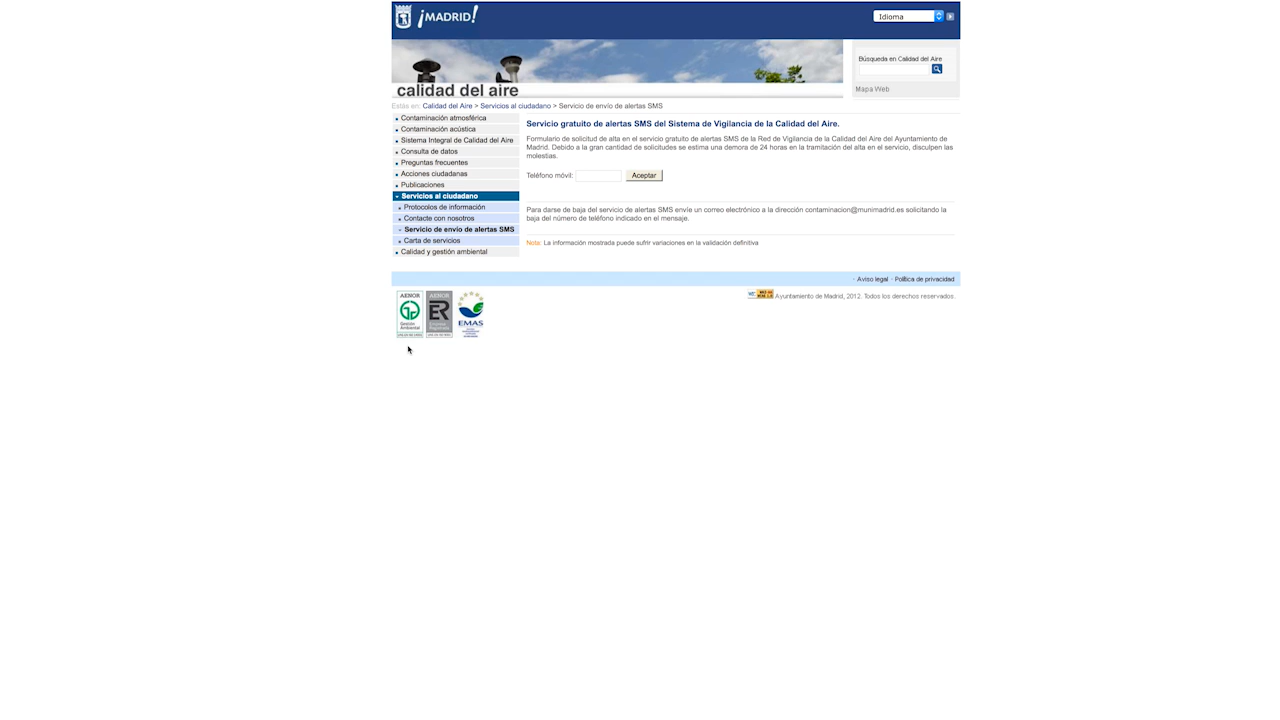 ¡MADRID!
Idioma
calidad del aire
Búsqueda en Calidad del Aire
Mapa Web
Estás en: Calidad del Aire > Servicios al ciudadano > Servicio de envío de alertas SMS
Contaminación atmosférica
Contaminación acústica
Sistema Integral de Calidad del Aire
Consulta de datos
Preguntas frecuentes
Acciones ciudadanas
Publicaciones
Servicios al ciudadano
Protocolos de información
Contacte con nosotros
Servicio de envío de alertas SMS
Carta de servicios
Calidad y gestión ambiental
Servicio gratuito de alertas SMS del Sistema de Vigilancia de la Calidad del Aire.
Formulario de solicitud de alta en el servicio gratuito de alertas SMS de la Red de Vigilancia de la Calidad del Aire del Ayuntamiento de
Madrid. Debido a la gran cantidad de solicitudes se estima una demora de 24 horas en la tramitación del alta en el servicio, disculpen las
molestias.
Teléfono móvil:
Aceptar
Para darse de baja del servicio de alertas SMS envíe un correo electrónico a la dirección contaminacion@munimadrid.es solicitando la
baja del número de teléfono indicado en el mensaje.
Nota: La información mostrada puede sufrir variaciones en la validación definitiva
- Aviso legal - Política de privacidad
Ayuntamiento de Madrid, 2012. Todos los derechos reservados.
AENOR
Gestión
Ambiental
AENOR
ER
EMAS